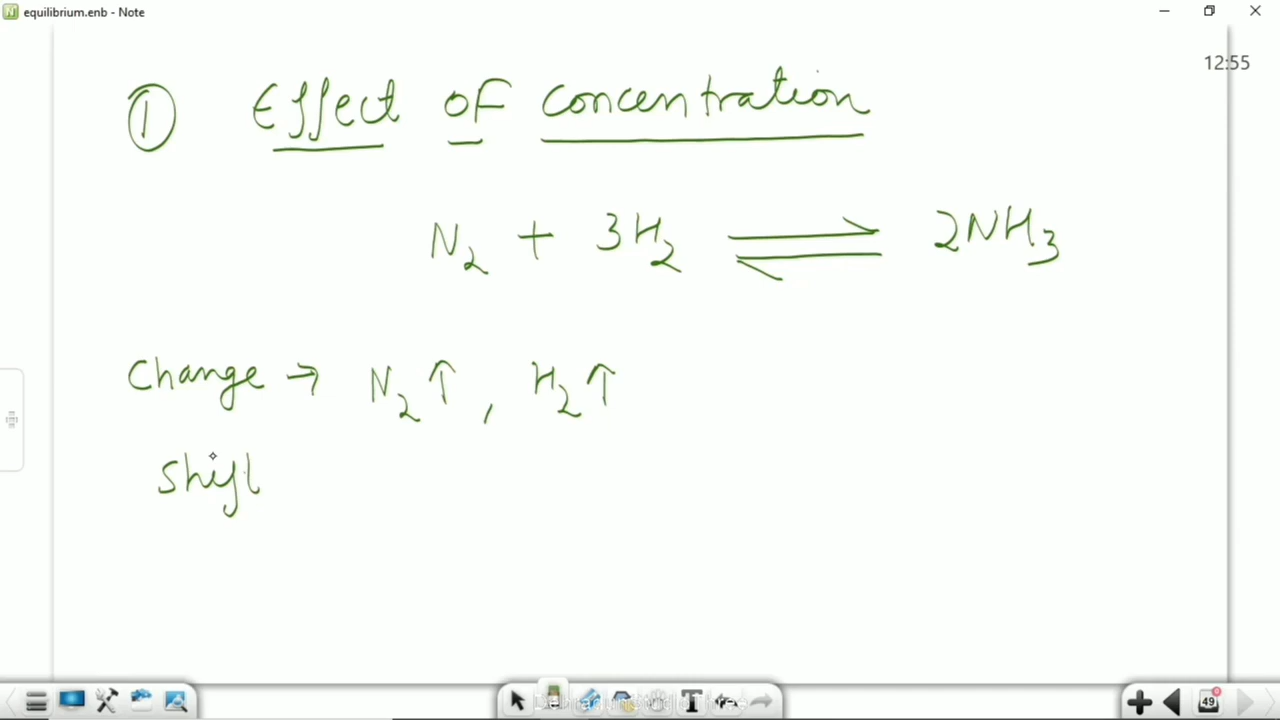 equilibrium.enb - Note
12:55
① Effect of concentration
N₂ + 3H₂ ⇌ 2NH₃
Change → N₂↑, H₂↑
Shift
T
49